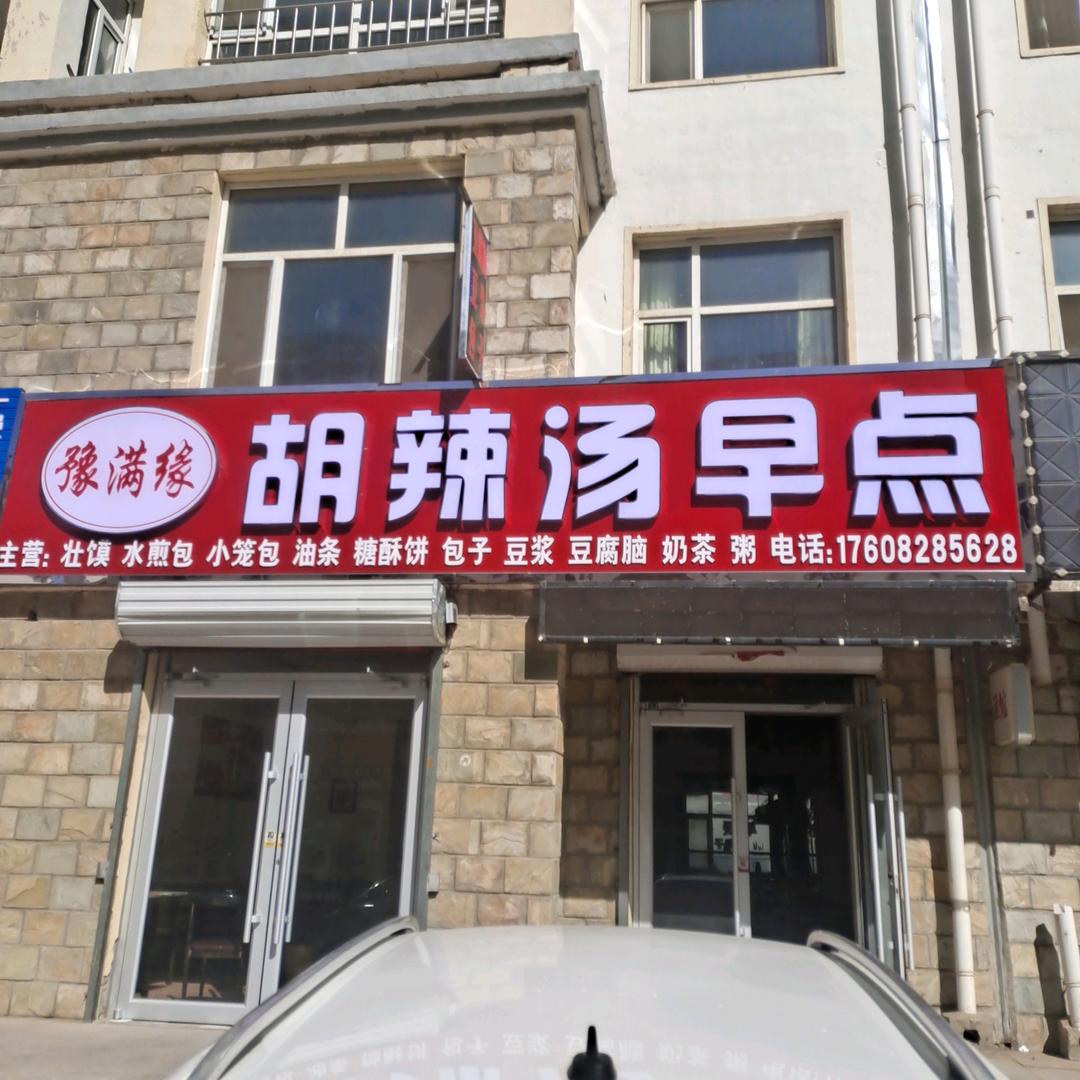 豫满缘
胡辣汤早点
主营: 壮馍 水煎包 小笼包 油条 糖酥饼 包子 豆浆 豆腐脑 奶茶 粥 电话:17608285628